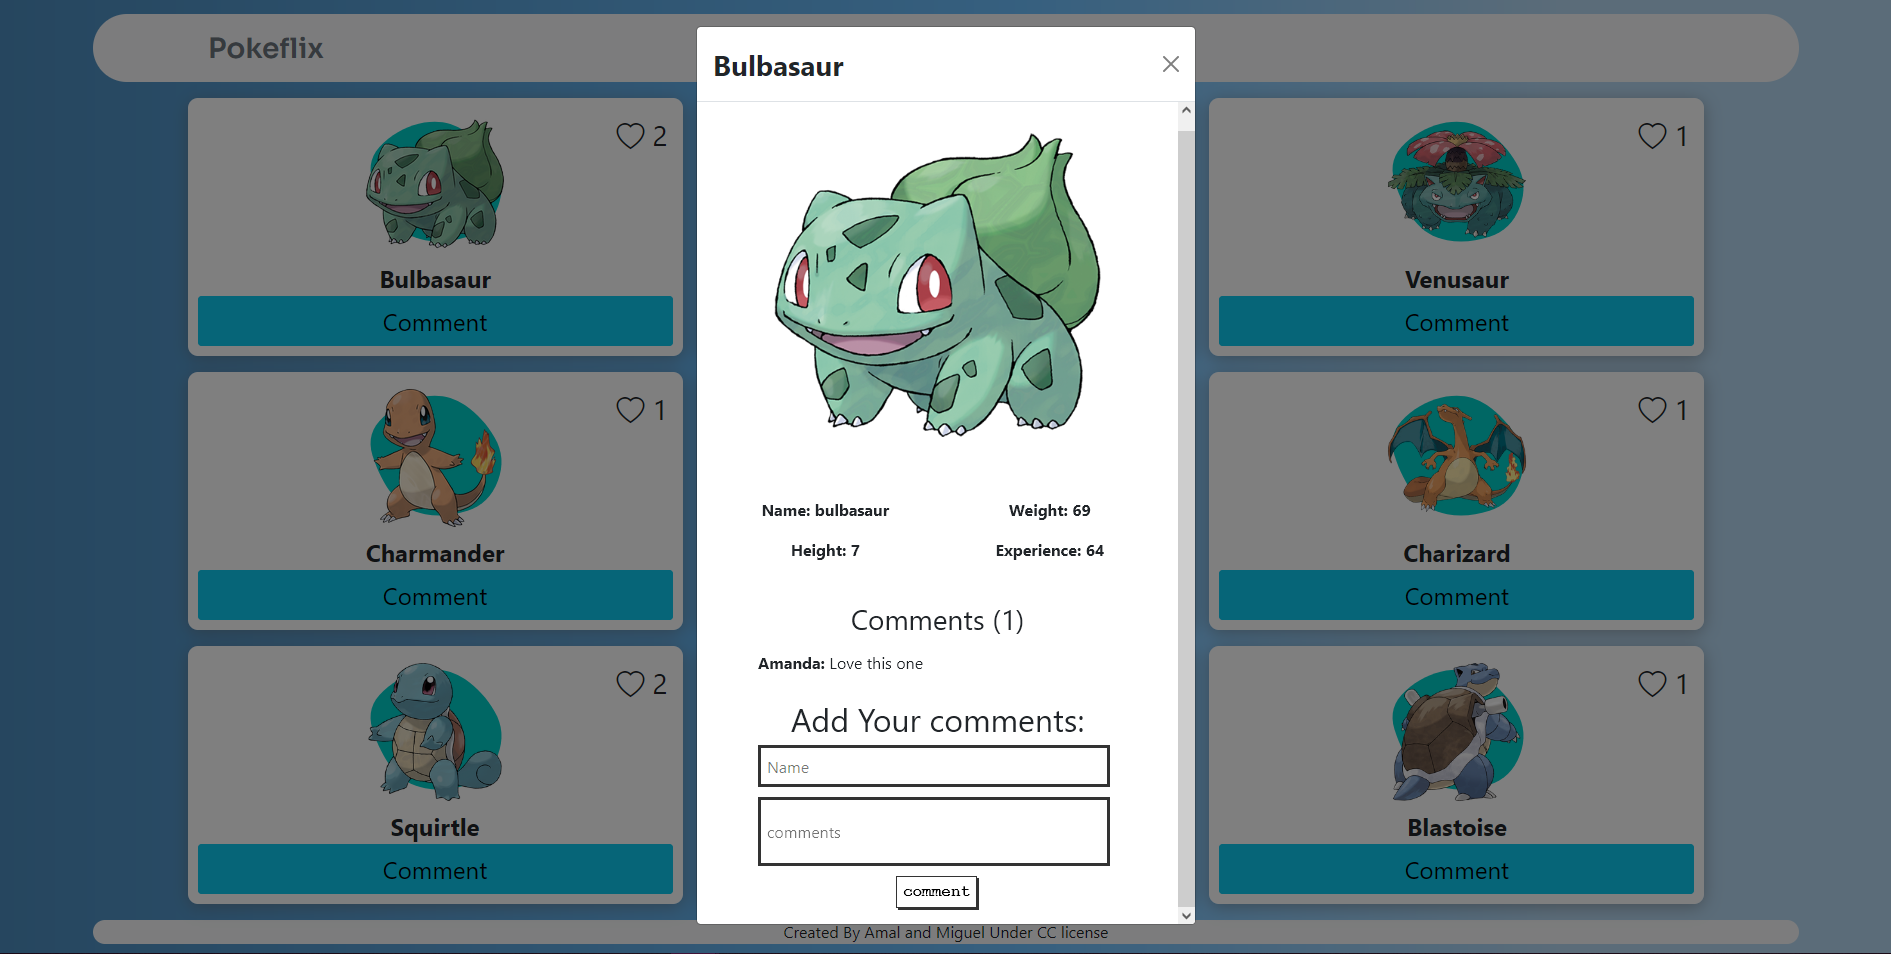 Pokeflix
2
Bulbasaur
Comment
1
Charmander
Comment
2
Squirtle
Comment
Bulbasaur
Name: bulbasaur
Weight: 69
Height: 7
Experience: 64
Comments (1)
Amanda: Love this one
Add Your comments:
Name
comments
comment
1
Venusaur
Comment
1
Charizard
Comment
1
Blastoise
Comment
Created By Amal and Miguel Under CC license